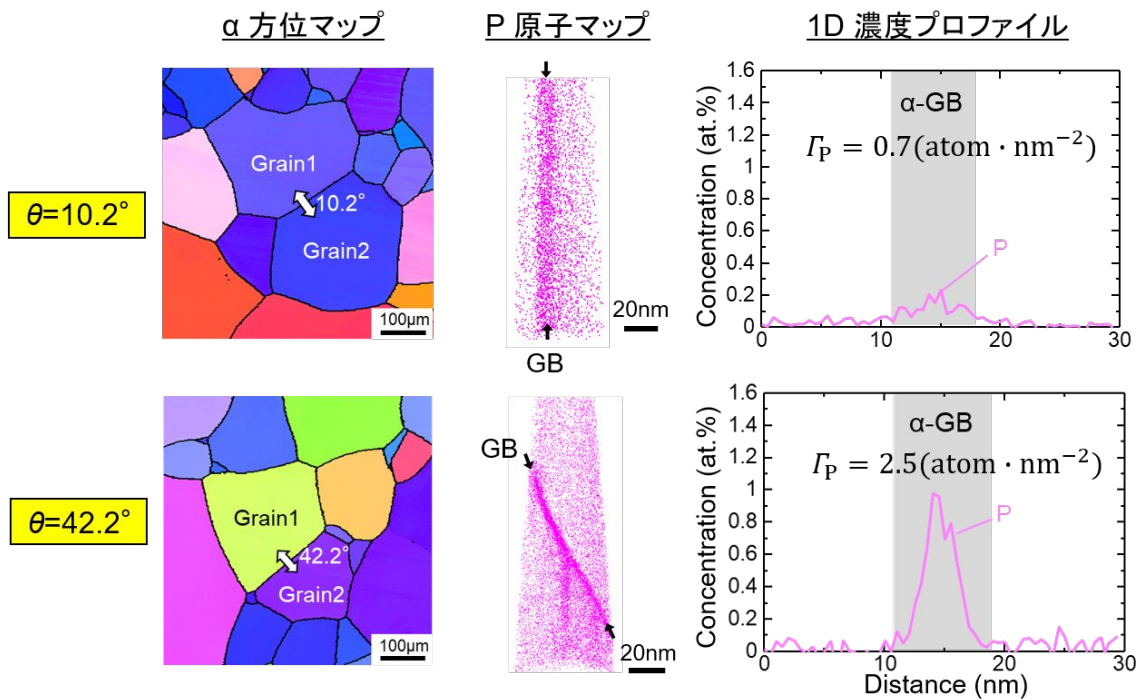 α 方位マップ
P 原子マップ
1D 濃度プロファイル
θ=10.2°
Grain1
10.2°
Grain2
100μm
GB
20nm
Concentration (at.%)
1.6
1.4
1.2
1
0.8
0.6
0.4
0.2
0
α-GB
Γ_P = 0.7(atom · nm⁻²)
P
0
10
20
30
θ=42.2°
Grain1
42.2°
Grain2
100μm
GB
20nm
Concentration (at.%)
1.6
1.4
1.2
1
0.8
0.6
0.4
0.2
0
α-GB
Γ_P = 2.5(atom · nm⁻²)
P
0
10
20
30
Distance (nm)